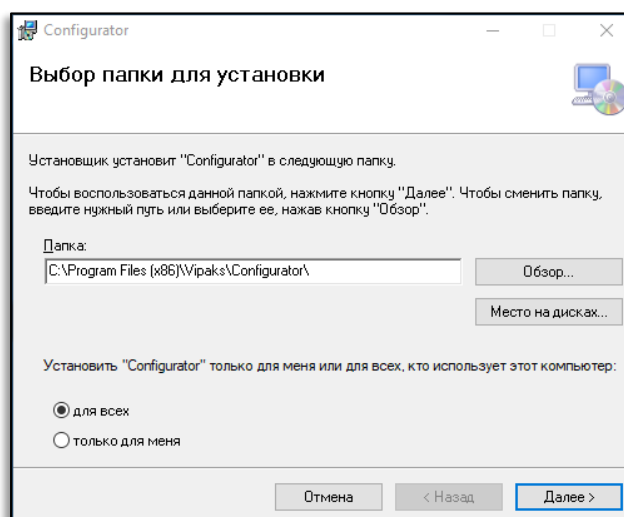 Configurator
Выбор папки для установки
Установщик установит "Configurator" в следующую папку.
Чтобы воспользоваться данной папкой, нажмите кнопку "Далее". Чтобы сменить папку,
введите нужный путь или выберите ее, нажав кнопку "Обзор".
Папка:
C:\Program Files (x86)\Vipaks\Configurator\
Обзор...
Место на дисках...
Установить "Configurator" только для меня или для всех, кто использует этот компьютер:
для всех
только для меня
Отмена
< Назад
Далее >